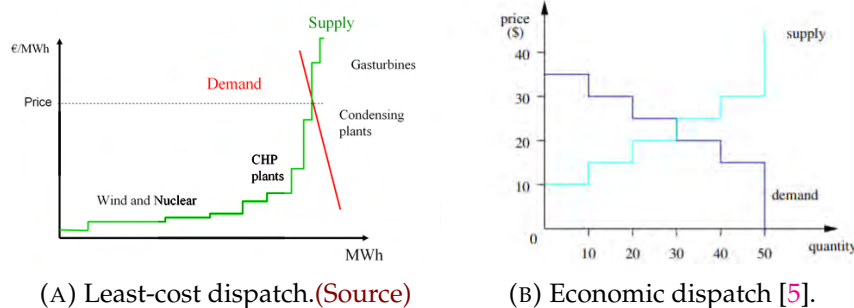 Supply
€/MWh
Gasturbines
Demand
Price
Condensing
plants
CHP
plants
Wind and Nuclear
MWh
(A) Least-cost dispatch.(Source)
price
($)
supply
40
30
20
10
demand
0
10 20 30 40 50 quantity
(B) Economic dispatch [5].